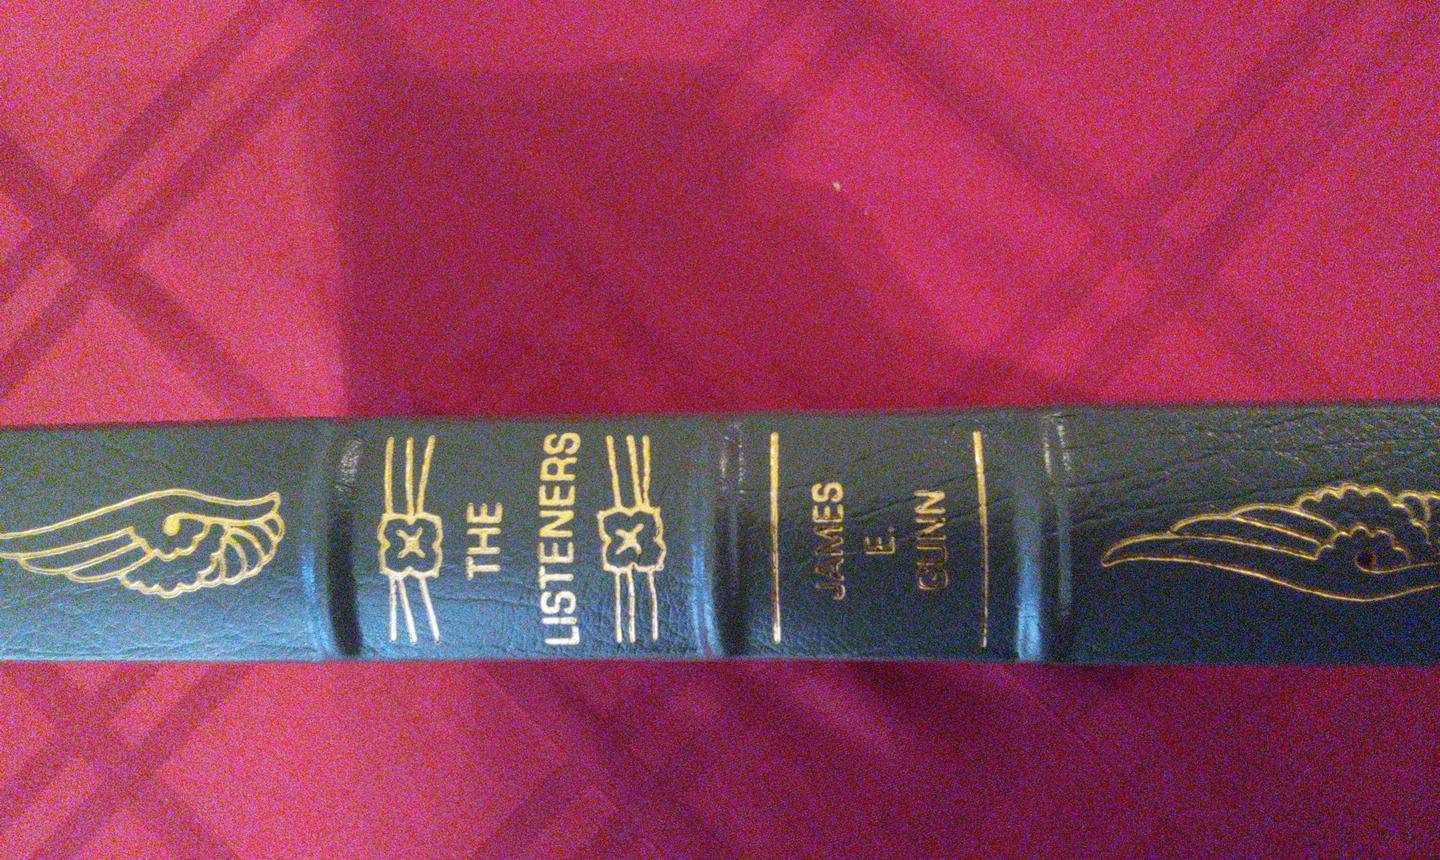 THE
LISTENERS
JAMES
E.
GUNN